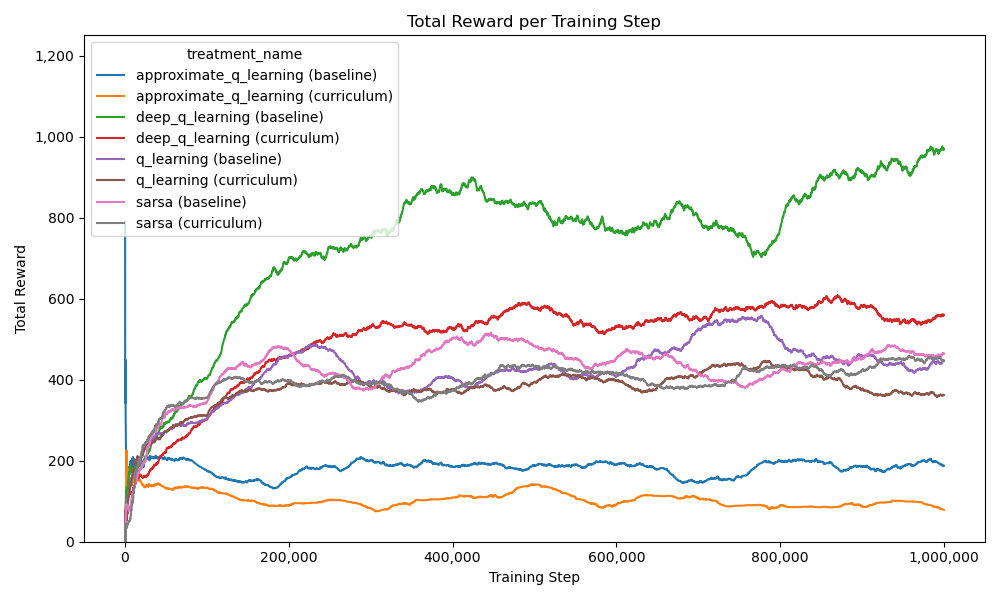 Total Reward per Training Step
treatment_name
approximate_q_learning (baseline)
approximate_q_learning (curriculum)
deep_q_learning (baseline)
deep_q_learning (curriculum)
q_learning (baseline)
q_learning (curriculum)
sarsa (baseline)
sarsa (curriculum)
Total Reward
1,200
1,000
800
600
400
200
0
0
200,000
400,000
600,000
800,000
1,000,000
Training Step